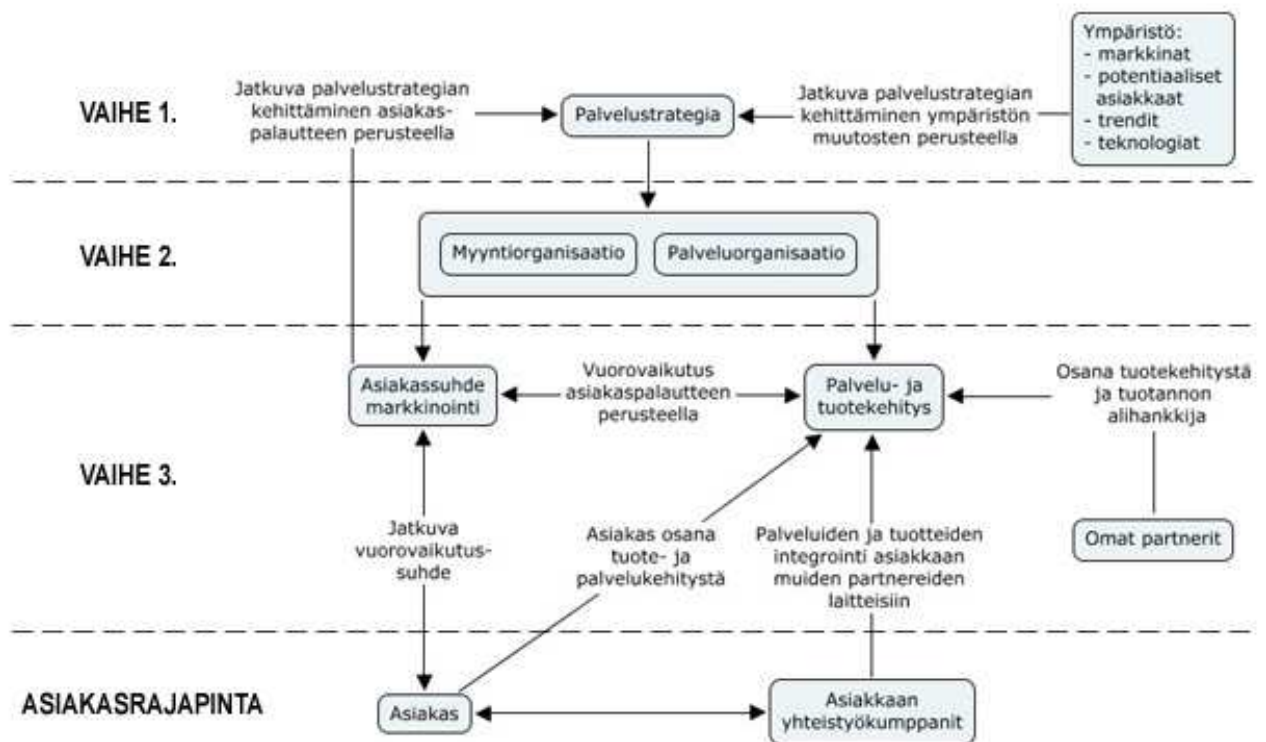 VAIHE 1.
Jatkuva palvelustrategian
kehittäminen asiakas-
palautteen perusteella
Palvelustrategia
Jatkuva palvelustrategian
kehittäminen ympäristön
muutosten perusteella
Ympäristö:
- markkinat
- potentiaaliset
asiakkaat
- trendit
- teknologiat
VAIHE 2.
Myyntiorganisaatio
Palveluorganisaatio
VAIHE 3.
Asiakassuhde
markkinointi
Vuorovaikutus
asiakaspalautteen
perusteella
Palvelu- ja
tuotekehitys
Osana tuotekehitystä
ja tuotannon
alihankkija
Jatkuva
vuorovaikutus-
suhde
Asiakas osana
tuote- ja
palvelukehitystä
Palveluiden ja tuotteiden
integrointi asiakkaan
muiden partnereiden
laitteisiin
Omat partnerit
ASIAKASRAJAPINTA
Asiakas
Asiakkaan
yhteistyökumppanit